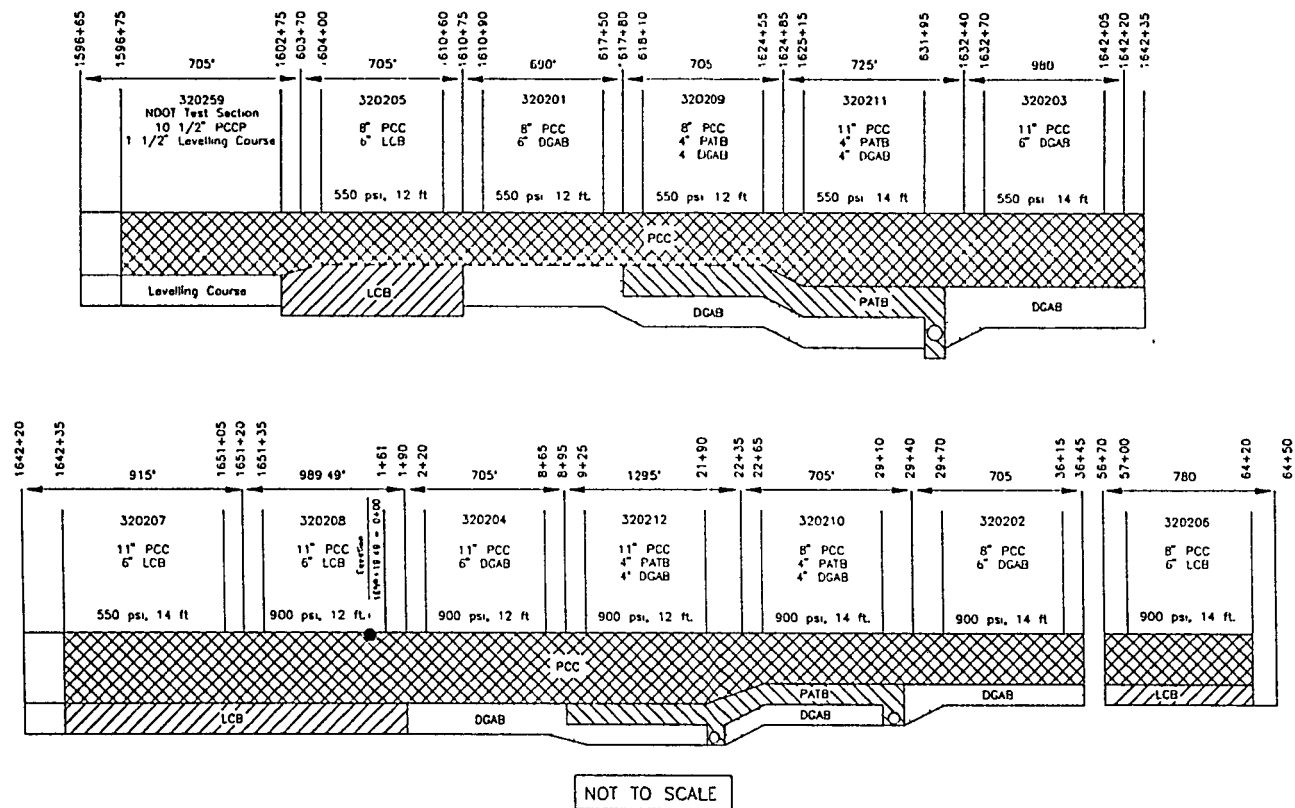 1596+65
1596+75
1602+75
603+70
1604+00
1610+60
1610+75
1610+90
617+50
617+80
618+10
1624+55
1624+85
1625+15
631+95
1632+40
1632+70
1642+05
1642+20
1642+35
705'
705'
690'
705
725'
980
320259
NDOT Test Section
10 1/2" PCCP
1 1/2" Levelling Course
320205
8" PCC
6" LCB
550 psi, 12 ft
320201
8" PCC
6" DGAB
550 psi 12 ft.
320209
8" PCC
4" PATB
4 DGAB
550 psi, 12 ft
320211
11" PCC
4" PATB
4" DGAB
550 psi 14 ft
320203
11" PCC
6" DGAB
550 psi 14 ft
PCC
Levelling Course
LCB
DGAB
PATB
DGAB
1642+20
1642+35
1651+05
1651+20
1651+35
1+61
1+90
2+20
8+65
8+95
9+25
21+90
22+35
22+65
29+10
29+40
29+70
36+15
36+45
56+70
57+00
64+20
64+50
915'
989 49'
705'
1295'
705'
705
780
320207
11" PCC
6" LCB
550 psi, 14 ft
320208
11" PCC
6" LCB
900 psi, 12 ft.
Equation
320204
11" PCC
6" DGAB
900 psi, 12 ft
320212
11" PCC
4" PATB
4" DGAB
900 psi, 12 ft.
320210
8" PCC
4" PATB
4" DGAB
900 psi, 14 ft.
320202
8" PCC
6" DGAB
900 psi, 14 ft
320206
8" PCC
6" LCB
900 psi, 14 ft
PCC
LCB
DGAB
PATB
DGAB
DGAB
LCB
NOT TO SCALE